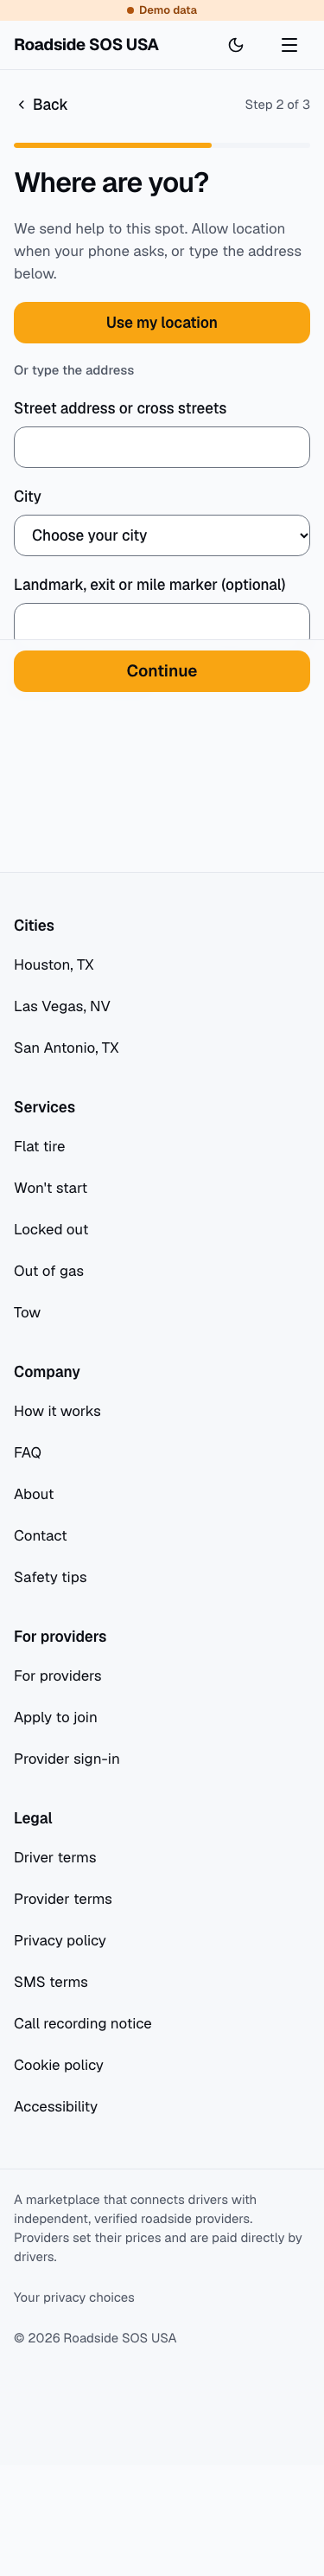 Demo data
Roadside SOS USA
Back
Step 2 of 3
Where are you?
We send help to this spot. Allow location
when your phone asks, or type the address
below.
Use my location
Or type the address
Street address or cross streets
City
Choose your city
Landmark, exit or mile marker (optional)
Continue
Cities
Houston, TX
Las Vegas, NV
San Antonio, TX
Services
Flat tire
Won't start
Locked out
Out of gas
Tow
Company
How it works
FAQ
About
Contact
Safety tips
For providers
For providers
Apply to join
Provider sign-in
Legal
Driver terms
Provider terms
Privacy policy
SMS terms
Call recording notice
Cookie policy
Accessibility
A marketplace that connects drivers with
independent, verified roadside providers.
Providers set their prices and are paid directly by
drivers.
Your privacy choices
© 2026 Roadside SOS USA